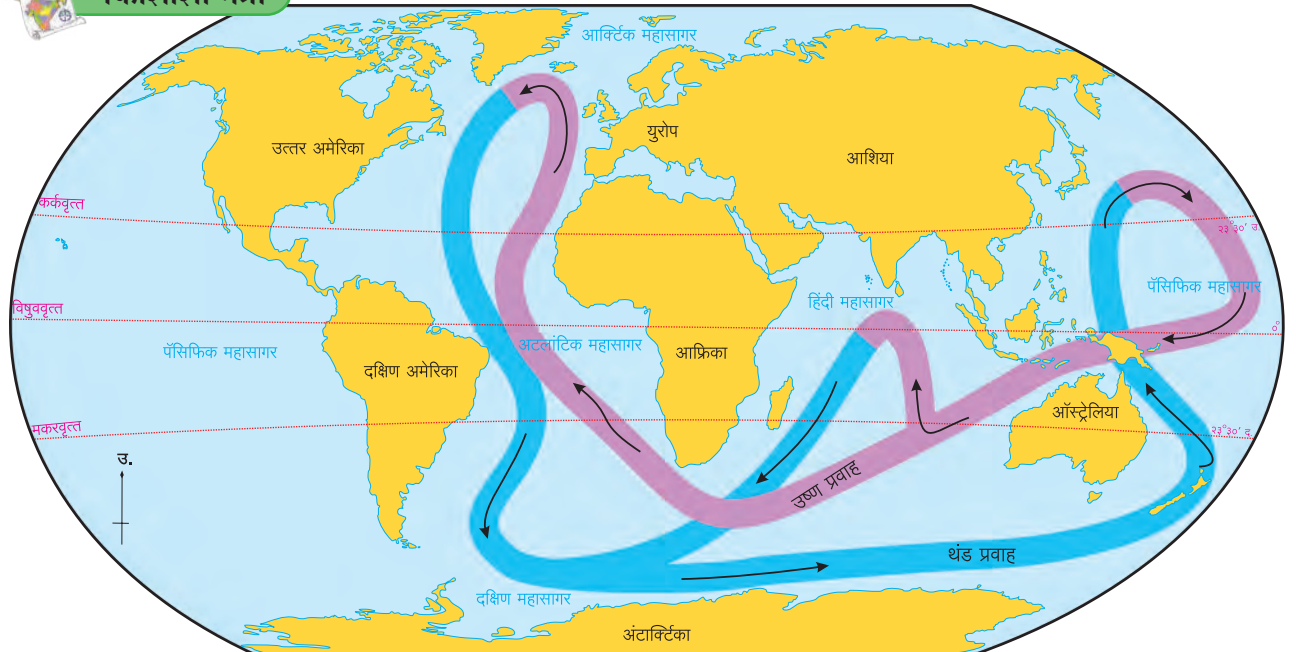 आर्क्टिक महासागर
युरोप
उत्तर अमेरिका
आशिया
कर्कवृत्त
२३°३०' उ.
पॅसिफिक महासागर
हिंदी महासागर
विषुववृत्त
०°
पॅसिफिक महासागर
अटलांटिक महासागर
आफ्रिका
दक्षिण अमेरिका
ऑस्ट्रेलिया
मकरवृत्त
२३°३०' द.
उ.
उष्ण प्रवाह
थंड प्रवाह
दक्षिण महासागर
अंटार्क्टिका